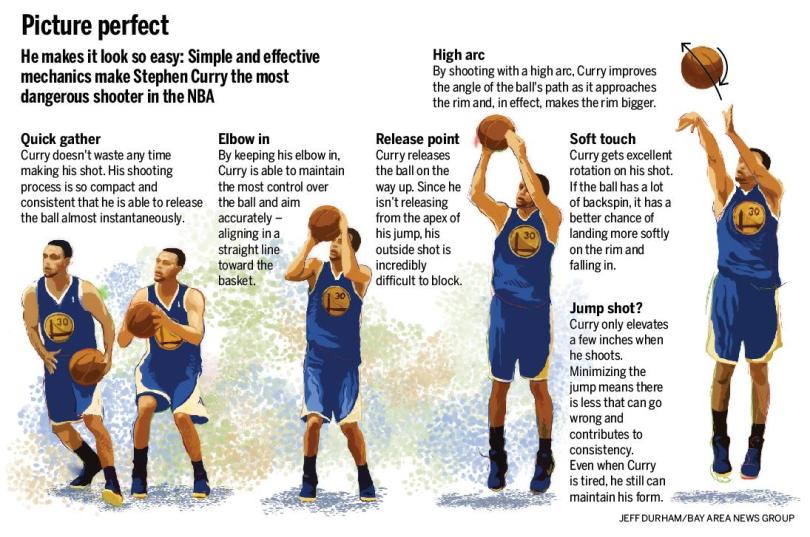 Picture perfect
He makes it look so easy: Simple and effective
mechanics make Stephen Curry the most
dangerous shooter in the NBA
Quick gather
Curry doesn't waste any time
making his shot. His shooting
process is so compact and
consistent that he is able to release
the ball almost instantaneously.
Elbow in
By keeping his elbow in,
Curry is able to maintain
the most control over
the ball and aim
accurately –
aligning in a
straight line
toward the
basket.
Release point
Curry releases
the ball on the
way up. Since he
isn't releasing
from the apex of
his jump, his
outside shot is
incredibly
difficult to block.
High arc
By shooting with a high arc, Curry improves
the angle of the ball's path as it approaches
the rim and, in effect, makes the rim bigger.
Soft touch
Curry gets excellent
rotation on his shot.
If the ball has a lot
of backspin, it has a
better chance of
landing more softly
on the rim and
falling in.
Jump shot?
Curry only elevates
a few inches when
he shoots.
Minimizing the
jump means there
is less that can go
wrong and
contributes to
consistency.
Even when Curry
is tired, he still can
maintain his form.
30
30
30
30
JEFF DURHAM/BAY AREA NEWS GROUP